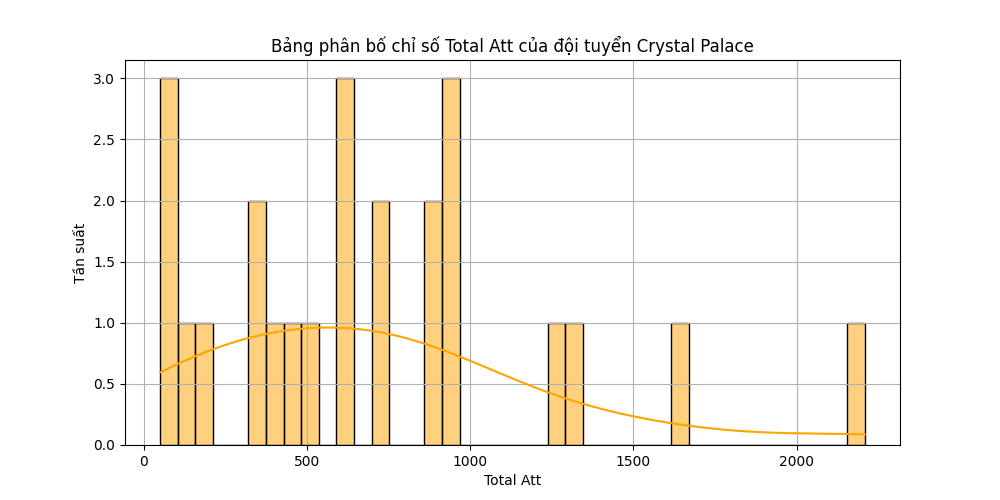 Bảng phân bố chỉ số Total Att của đội tuyển Crystal Palace
3.0
2.5
2.0
1.5
1.0
0.5
0.0
Tần suất
0 500 1000 1500 2000
Total Att